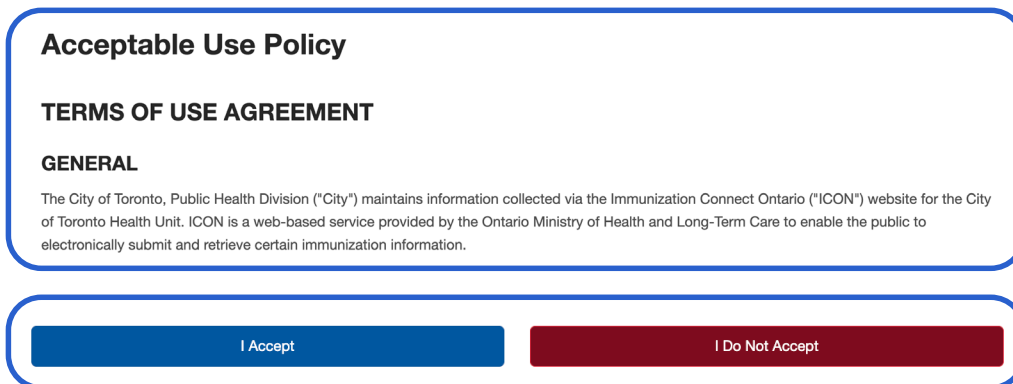 Acceptable Use Policy
TERMS OF USE AGREEMENT
GENERAL
The City of Toronto, Public Health Division ("City") maintains information collected via the Immunization Connect Ontario ("ICON") website for the City
of Toronto Health Unit. ICON is a web-based service provided by the Ontario Ministry of Health and Long-Term Care to enable the public to
electronically submit and retrieve certain immunization information.
I Accept
I Do Not Accept